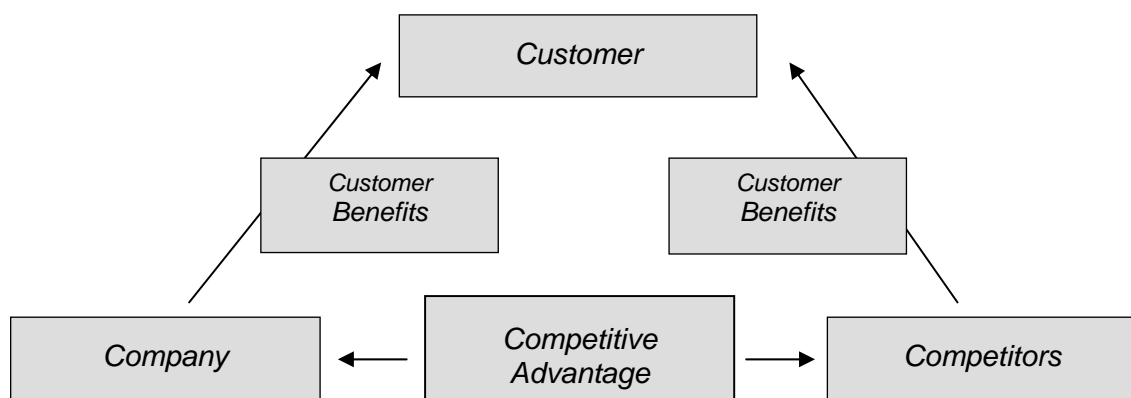 Customer
Customer
Benefits
Customer
Benefits
Company
Competitive
Advantage
Competitors